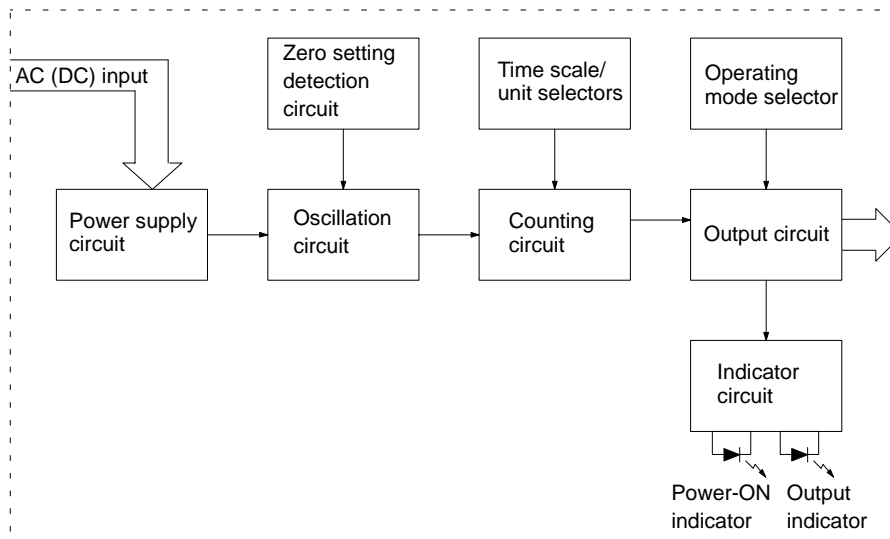 AC (DC) input
Zero setting
detection
circuit
Time scale/
unit selectors
Operating
mode selector
Power supply
circuit
Oscillation
circuit
Counting
circuit
Output circuit
Indicator
circuit
Power-ON
indicator
Output
indicator